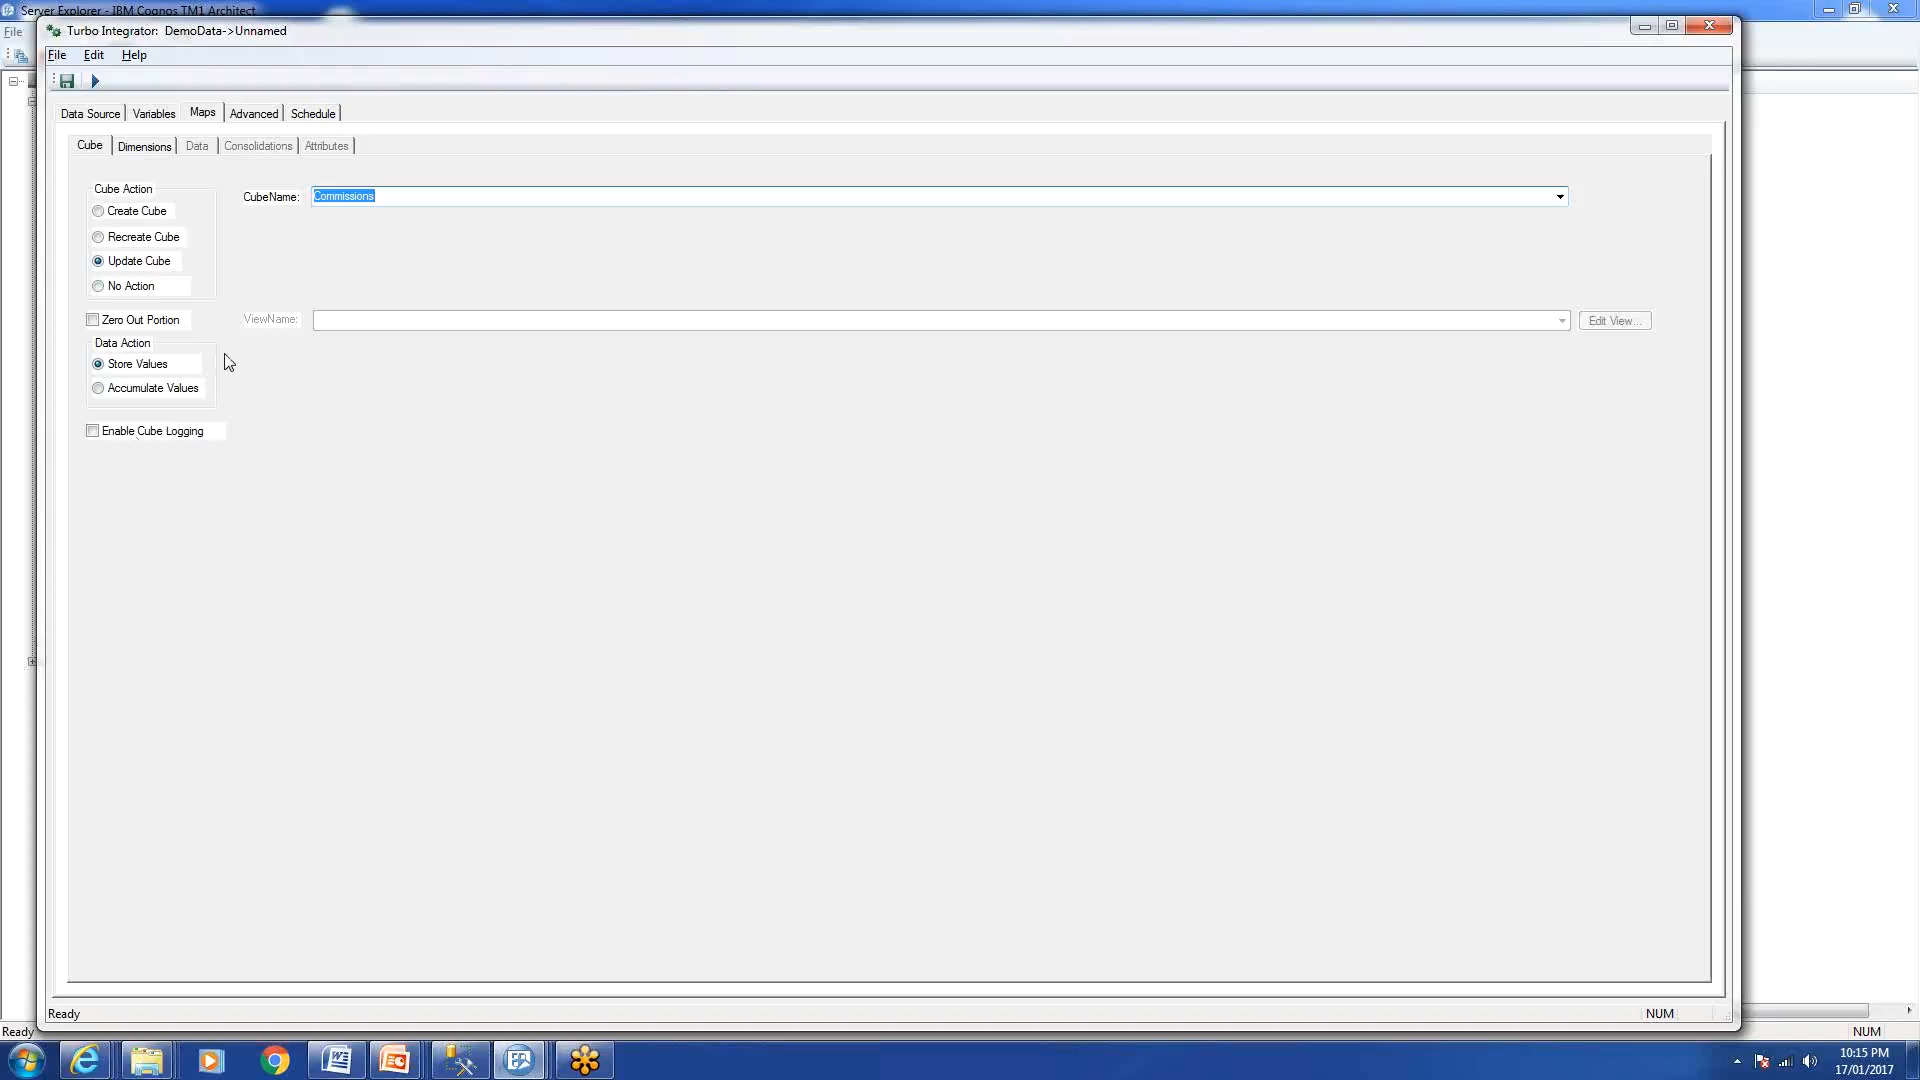 Server Explorer - IBM Cognos TM1 Architect
Turbo Integrator: DemoData->Unnamed
File
File Edit Help
Data Source Variables Maps Advanced Schedule
Cube Dimensions Data Consolidations Attributes
Cube Action
CubeName: Commissions
Create Cube
Recreate Cube
Update Cube
No Action
Zero Out Portion
ViewName:
Edit View...
Data Action
Store Values
Accumulate Values
Enable Cube Logging
Ready
NUM
Ready
NUM
10:15 PM
17/01/2017